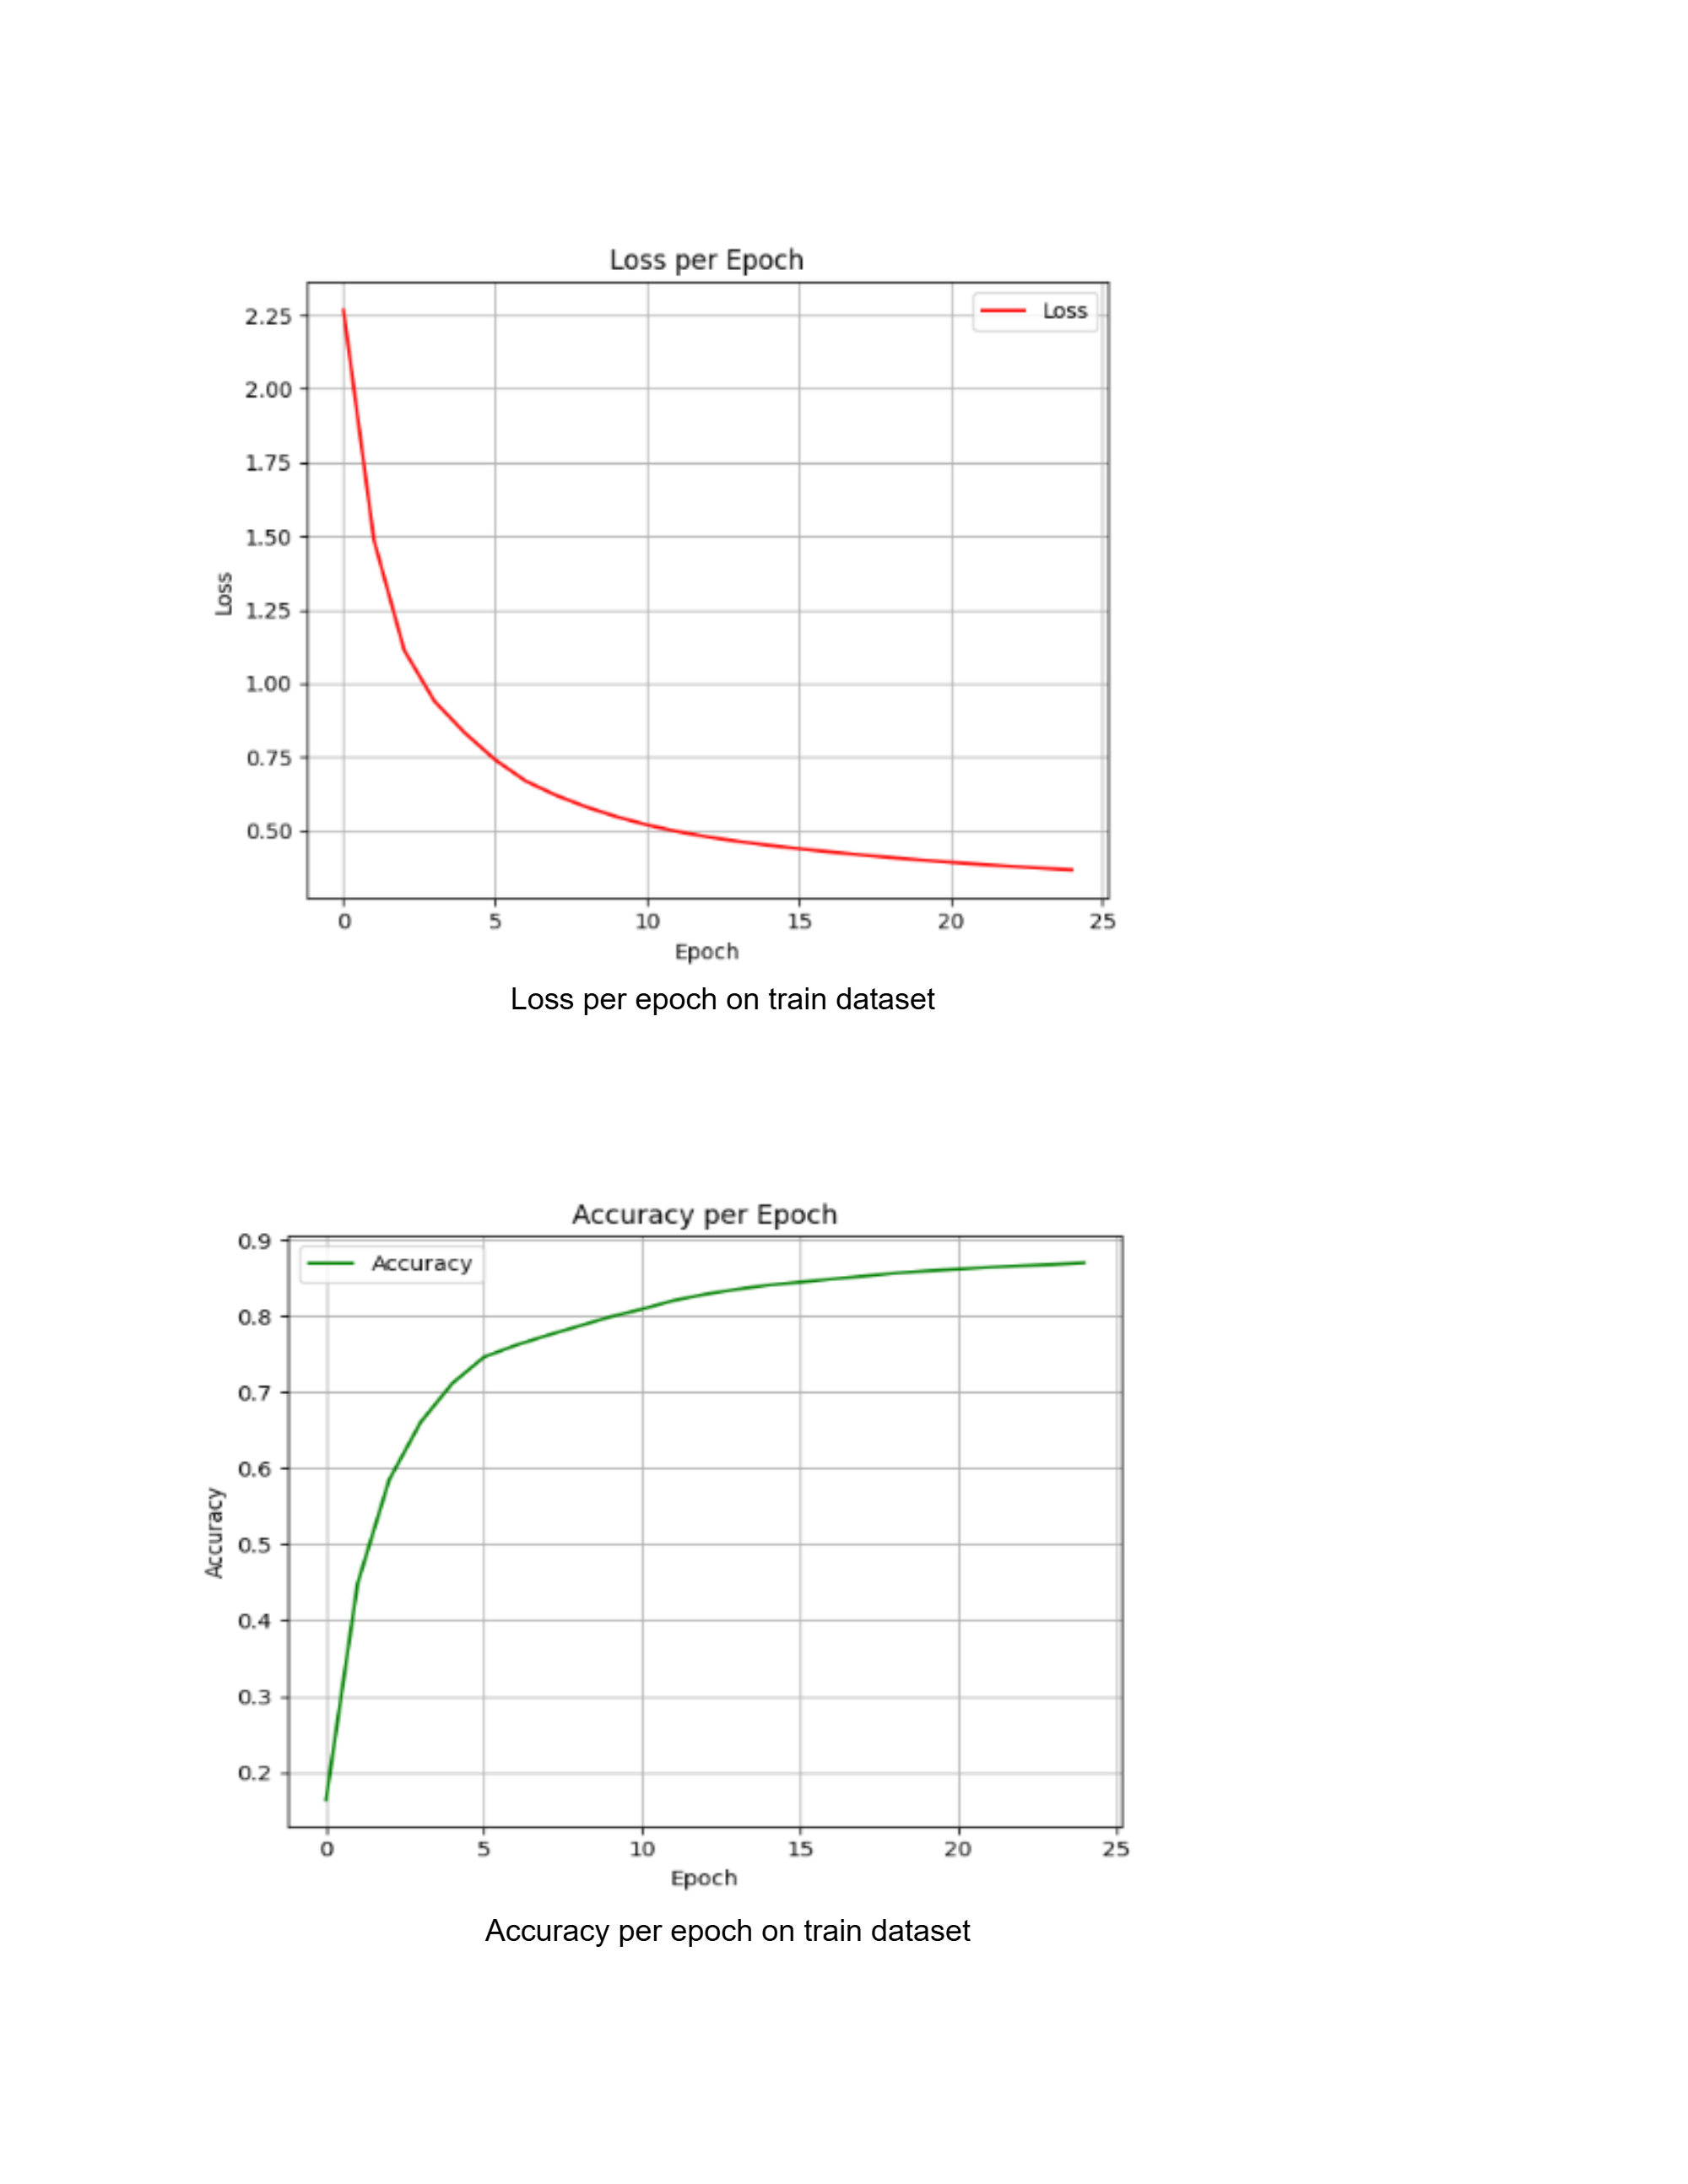 Loss per Epoch
Loss
2.25
2.00
1.75
1.50
1.25
1.00
0.75
0.50
Loss
0 5 10 15 20 25
Epoch
Loss per epoch on train dataset
Accuracy per Epoch
Accuracy
0.9
0.8
0.7
0.6
0.5
0.4
0.3
0.2
Accuracy
0 5 10 15 20 25
Epoch
Accuracy per epoch on train dataset